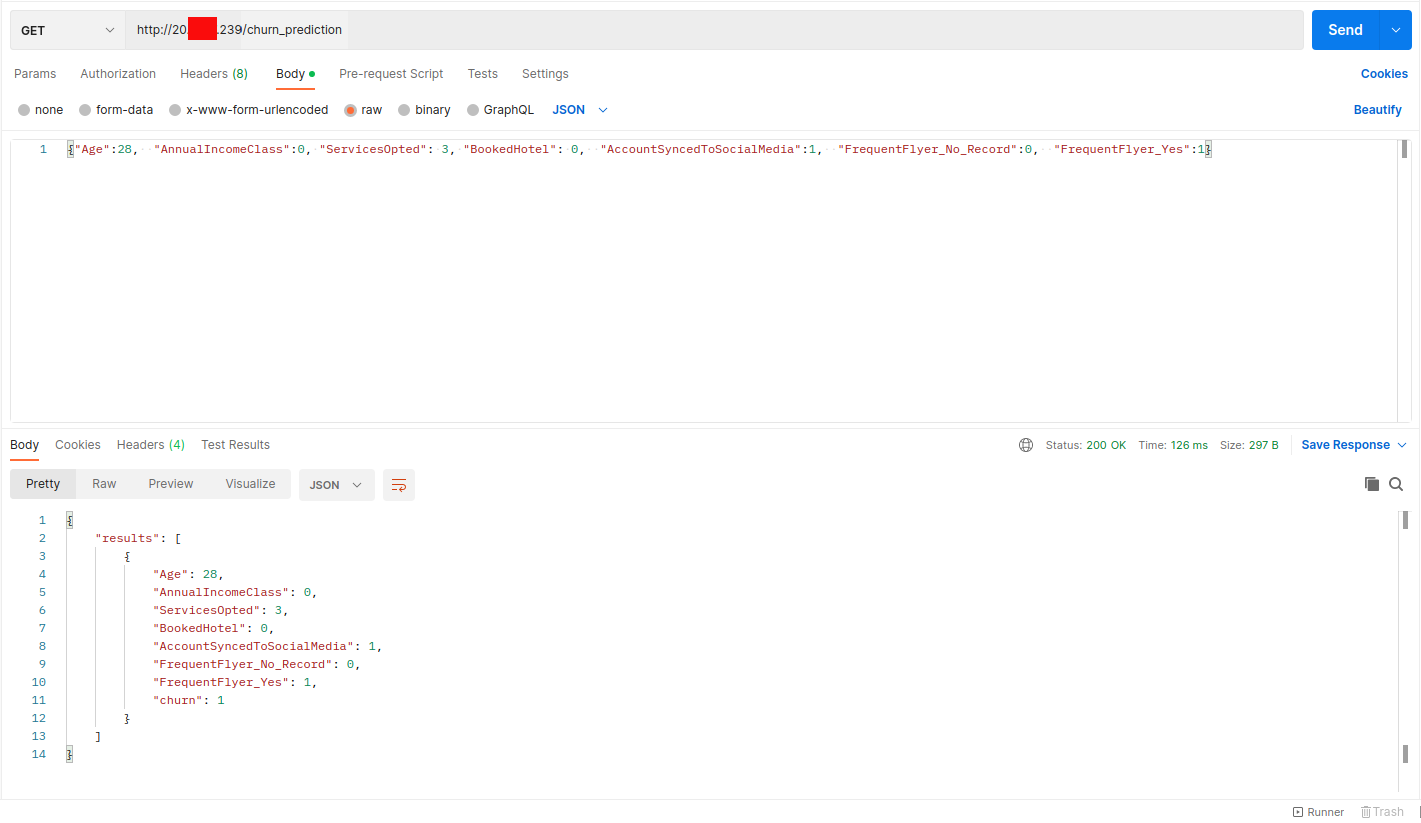 GET http://20. .239/churn_prediction Send
Params Authorization Headers (8) Body Pre-request Script Tests Settings Cookies
none form-data x-www-form-urlencoded raw binary GraphQL JSON Beautify
1 {"Age":28, "AnnualIncomeClass":0, "ServicesOpted": 3, "BookedHotel": 0, "AccountSyncedToSocialMedia":1, "FrequentFlyer_No_Record":0, "FrequentFlyer_Yes":1}
Body Cookies Headers (4) Test Results Status: 200 OK Time: 126 ms Size: 297 B Save Response
Pretty Raw Preview Visualize JSON
1 {
2 "results": [
3 {
4 "Age": 28,
5 "AnnualIncomeClass": 0,
6 "ServicesOpted": 3,
7 "BookedHotel": 0,
8 "AccountSyncedToSocialMedia": 1,
9 "FrequentFlyer_No_Record": 0,
10 "FrequentFlyer_Yes": 1,
11 "churn": 1
12 }
13 ]
14 }
Runner Trash